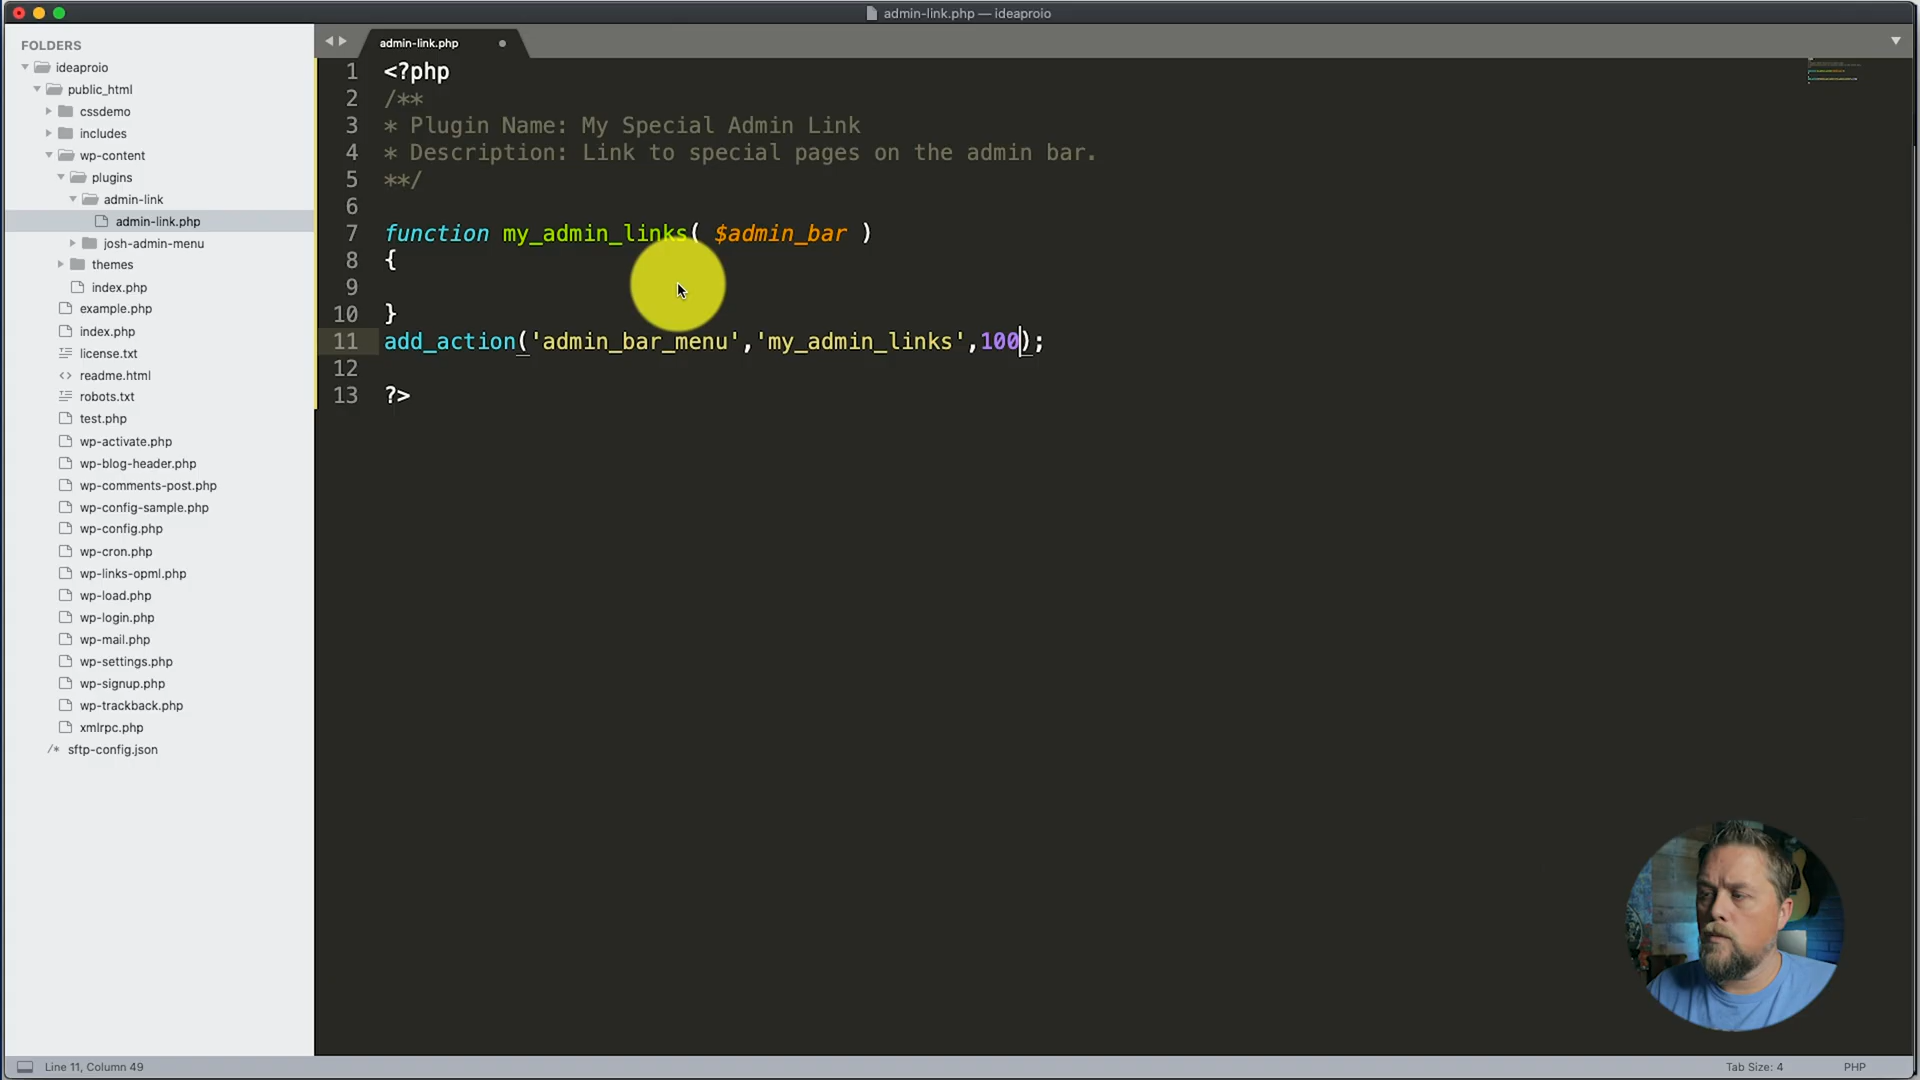 admin-link.php — ideaproio
FOLDERS
ideaproio
public_html
cssdemo
includes
wp-content
plugins
admin-link
admin-link.php
josh-admin-menu
themes
index.php
example.php
index.php
license.txt
readme.html
robots.txt
test.php
wp-activate.php
wp-blog-header.php
wp-comments-post.php
wp-config-sample.php
wp-config.php
wp-cron.php
wp-links-opml.php
wp-load.php
wp-login.php
wp-mail.php
wp-settings.php
wp-signup.php
wp-trackback.php
xmlrpc.php
/* sftp-config.json
admin-link.php
1 <?php
2 /**
3 * Plugin Name: My Special Admin Link
4 * Description: Link to special pages on the admin bar.
5 **/
6
7 function my_admin_links( $admin_bar )
8 {
9
10 }
11 add_action('admin_bar_menu','my_admin_links',100);
12
13 ?>
Line 11, Column 49
Tab Size: 4
PHP